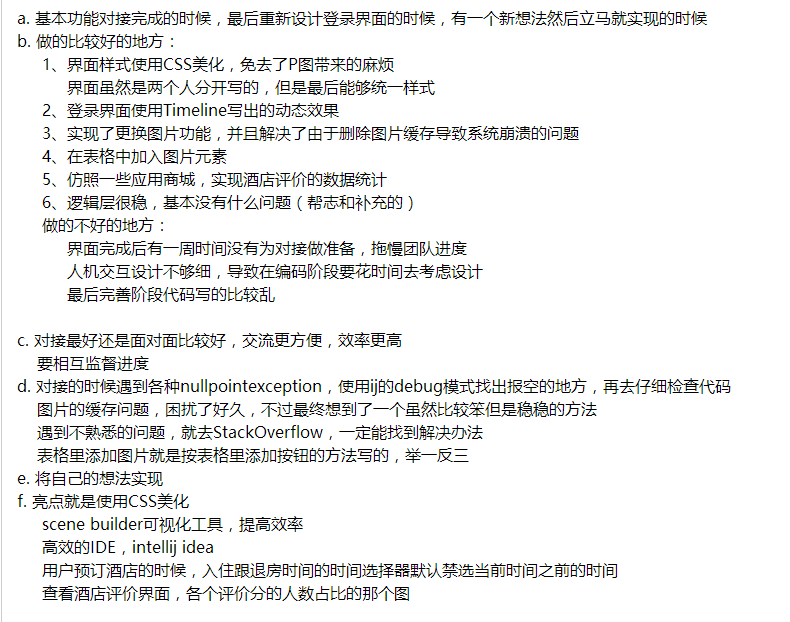 a. 基本功能对接完成的时候，最后重新设计登录界面的时候，有一个新想法然后立马就实现的时候
b. 做的比较好的地方：
1、界面样式使用CSS美化，免去了P图带来的麻烦
界面虽然是两个人分开写的，但是最后能够统一样式
2、登录界面使用Timeline写出的动态效果
3、实现了更换图片功能，并且解决了由于删除图片缓存导致系统崩溃的问题
4、在表格中加入图片元素
5、仿照一些应用商城，实现酒店评价的数据统计
6、逻辑层很稳，基本没有什么问题（帮志和补充的）
做的不好的地方：
界面完成后有一周时间没有为对接做准备，拖慢团队进度
人机交互设计不够细，导致在编码阶段要花时间去考虑设计
最后完善阶段代码写的比较乱
c. 对接最好还是面对面比较好，交流更方便，效率更高
要相互监督进度
d. 对接的时候遇到各种nullpointexception，使用ij的debug模式找出报空的地方，再去仔细检查代码
图片的缓存问题，困扰了好久，不过最终想到了一个虽然比较笨但是稳稳的方法
遇到不熟悉的问题，就去StackOverflow，一定能找到解决办法
表格里添加图片就是按表格里添加按钮的方法写的，举一反三
e. 将自己的想法实现
f. 亮点就是使用CSS美化
scene builder可视化工具，提高效率
高效的IDE，intellij idea
用户预订酒店的时候，入住跟退房时间的时间选择器默认禁选当前时间之前的时间
查看酒店评价界面，各个评价分的人数占比的那个图